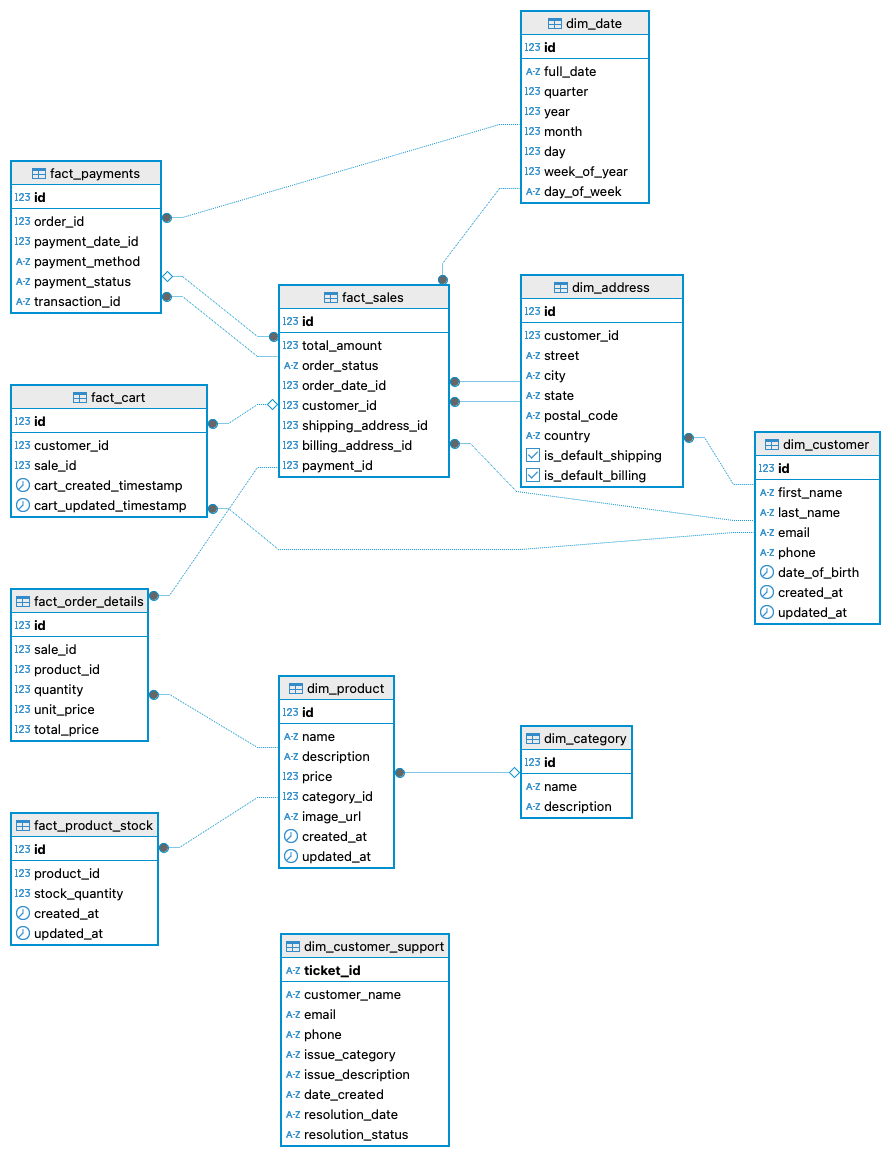 dim_date
123 id
A-Z full_date
123 quarter
123 year
123 month
123 day
123 week_of_year
A-Z day_of_week
fact_payments
123 id
123 order_id
123 payment_date_id
A-Z payment_method
A-Z payment_status
A-Z transaction_id
fact_sales
123 id
123 total_amount
A-Z order_status
123 order_date_id
123 customer_id
123 shipping_address_id
123 billing_address_id
123 payment_id
dim_address
123 id
123 customer_id
A-Z street
A-Z city
A-Z state
A-Z postal_code
A-Z country
is_default_shipping
is_default_billing
fact_cart
123 id
123 customer_id
123 sale_id
cart_created_timestamp
cart_updated_timestamp
dim_customer
123 id
A-Z first_name
A-Z last_name
A-Z email
A-Z phone
date_of_birth
created_at
updated_at
fact_order_details
123 id
123 sale_id
123 product_id
123 quantity
123 unit_price
123 total_price
dim_product
123 id
A-Z name
A-Z description
123 price
123 category_id
A-Z image_url
created_at
updated_at
dim_category
123 id
A-Z name
A-Z description
fact_product_stock
123 id
123 product_id
123 stock_quantity
created_at
updated_at
dim_customer_support
A-Z ticket_id
A-Z customer_name
A-Z email
A-Z phone
A-Z issue_category
A-Z issue_description
A-Z date_created
A-Z resolution_date
A-Z resolution_status